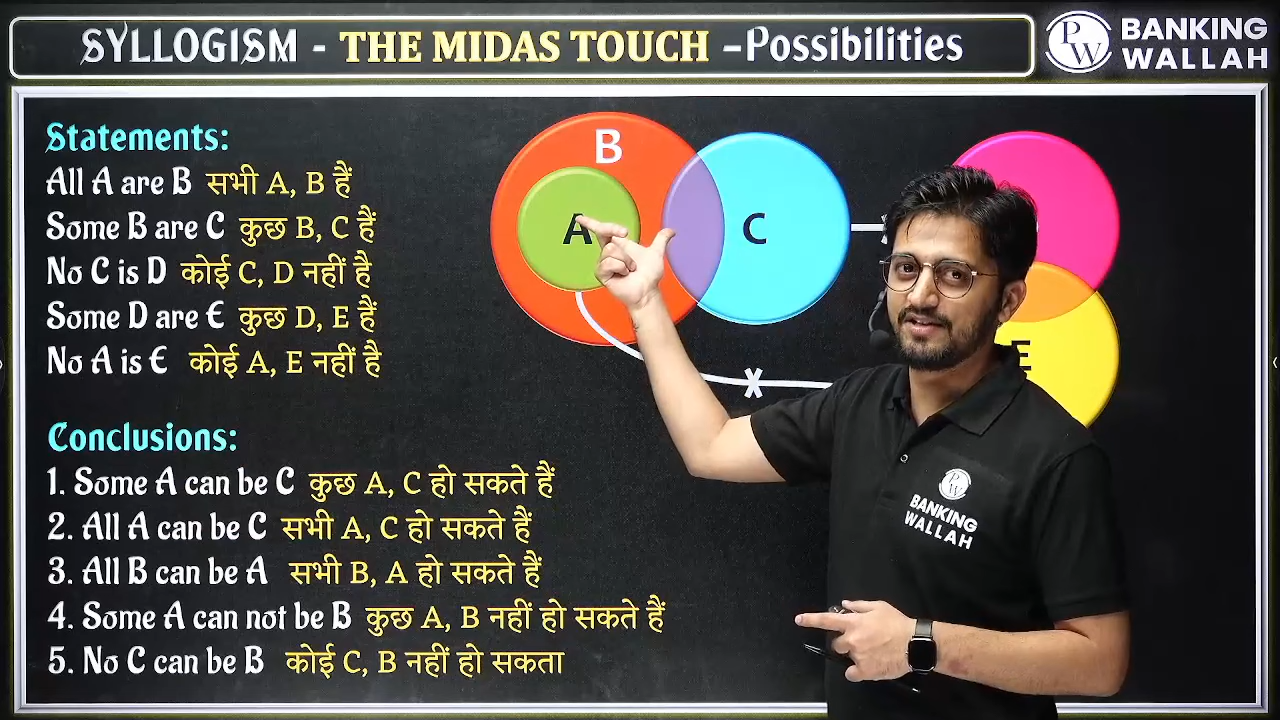 SYLLOGISM - THE MIDAS TOUCH -Possibilities
PW BANKING WALLAH
Statements:
All A are B सभी A, B हैं
Some B are C कुछ B, C हैं
No C is D कोई C, D नहीं है
Some D are E कुछ D, E हैं
No A is E कोई A, E नहीं है
Conclusions:
1. Some A can be C कुछ A, C हो सकते हैं
2. All A can be C सभी A, C हो सकते हैं
3. All B can be A सभी B, A हो सकते हैं
4. Some A can not be B कुछ A, B नहीं हो सकते हैं
5. No C can be B कोई C, B नहीं हो सकता
B
A
C
E
PW
BANKING
WALLAH